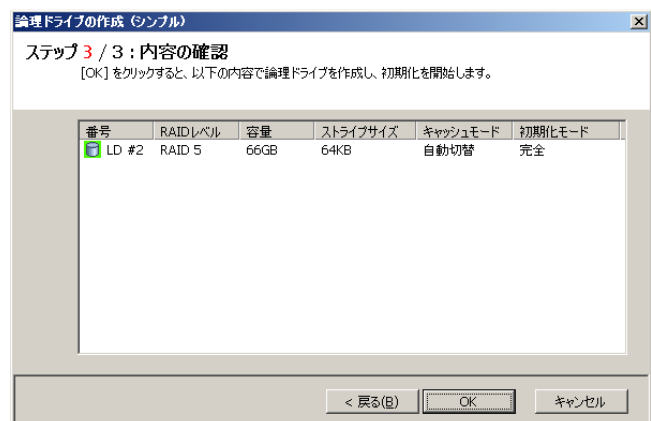 論理ドライブの作成 (シンプル)
ステップ 3 / 3 : 内容の確認
[OK] をクリックすると、以下の内容で論理ドライブを作成し、初期化を開始します。
番号 RAIDレベル 容量 ストライプサイズ キャッシュモード 初期化モード
LD #2 RAID 5 66GB 64KB 自動切替 完全
< 戻る(B) OK キャンセル